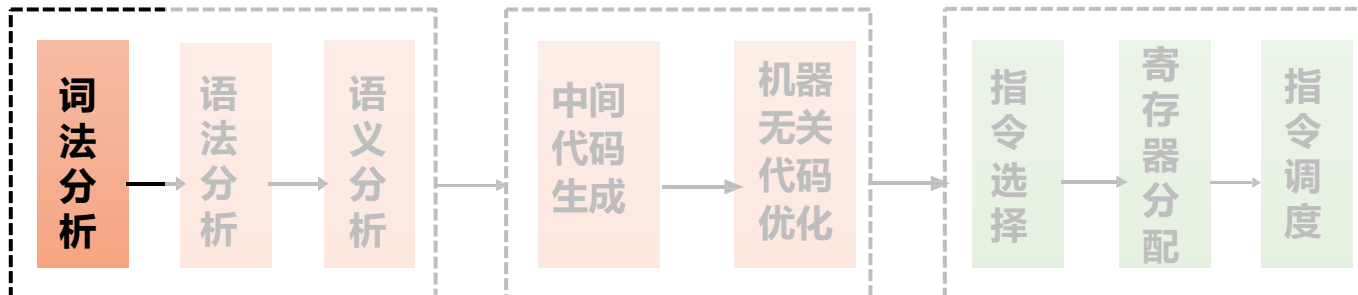 词法分析
语法分析
语义分析
中间
代码
生成
机器
无关
代码
优化
指令选择
寄存器分配
指令调度